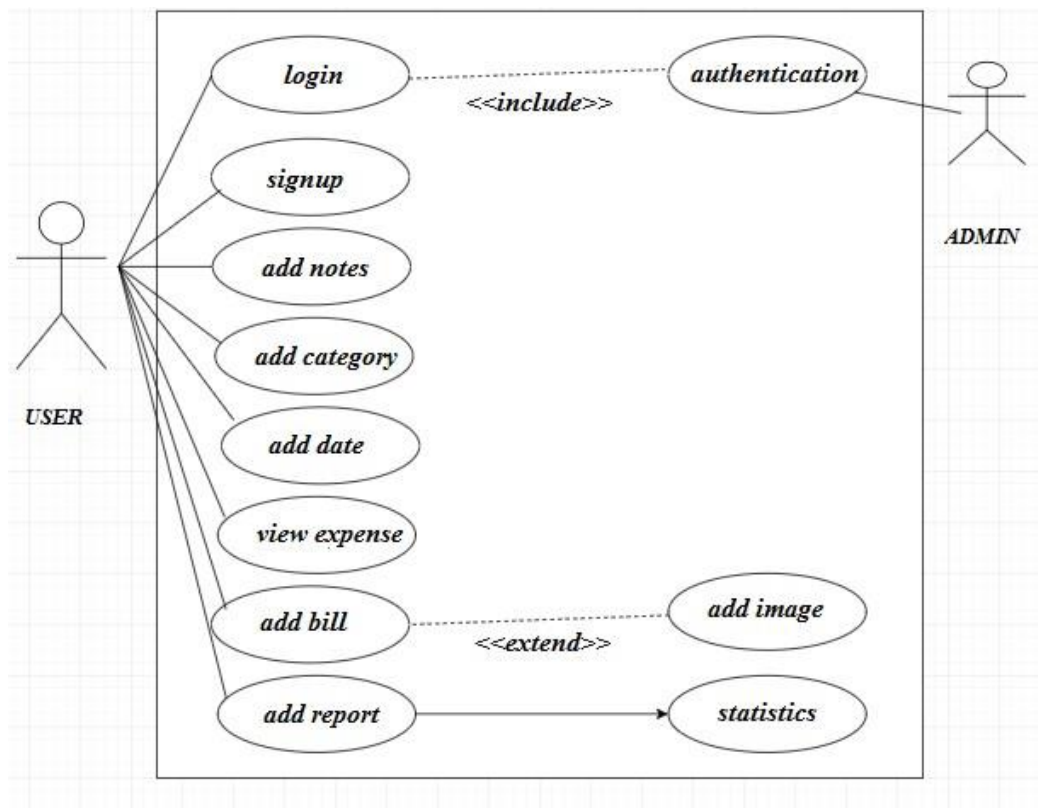 login
authentication
<<include>>
signup
ADMIN
add notes
add category
USER
add date
view expense
add bill
add image
<<extend>>
add report
statistics